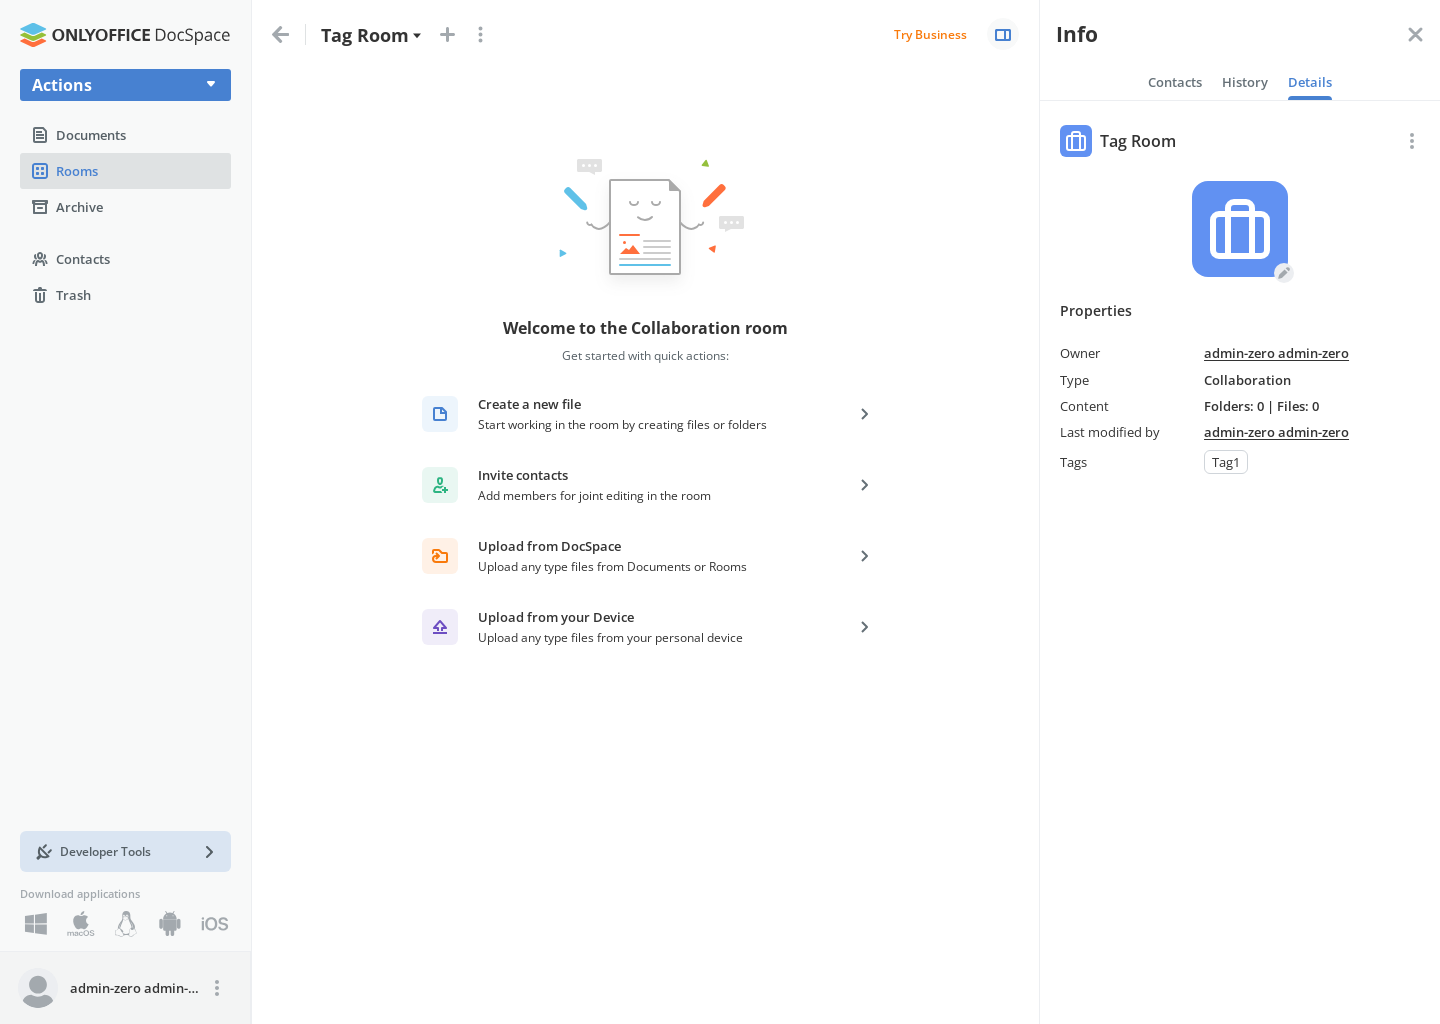 ONLYOFFICE DocSpace
Actions
Documents
Rooms
Archive
Contacts
Trash
Developer Tools
Download applications
macOS
iOS
admin-zero admin-...
Tag Room
Try Business
Welcome to the Collaboration room
Get started with quick actions:
Create a new file
Start working in the room by creating files or folders
Invite contacts
Add members for joint editing in the room
Upload from DocSpace
Upload any type files from Documents or Rooms
Upload from your Device
Upload any type files from your personal device
Info
Contacts History Details
Tag Room
Properties
Owner admin-zero admin-zero
Type Collaboration
Content Folders: 0 | Files: 0
Last modified by admin-zero admin-zero
Tags Tag1